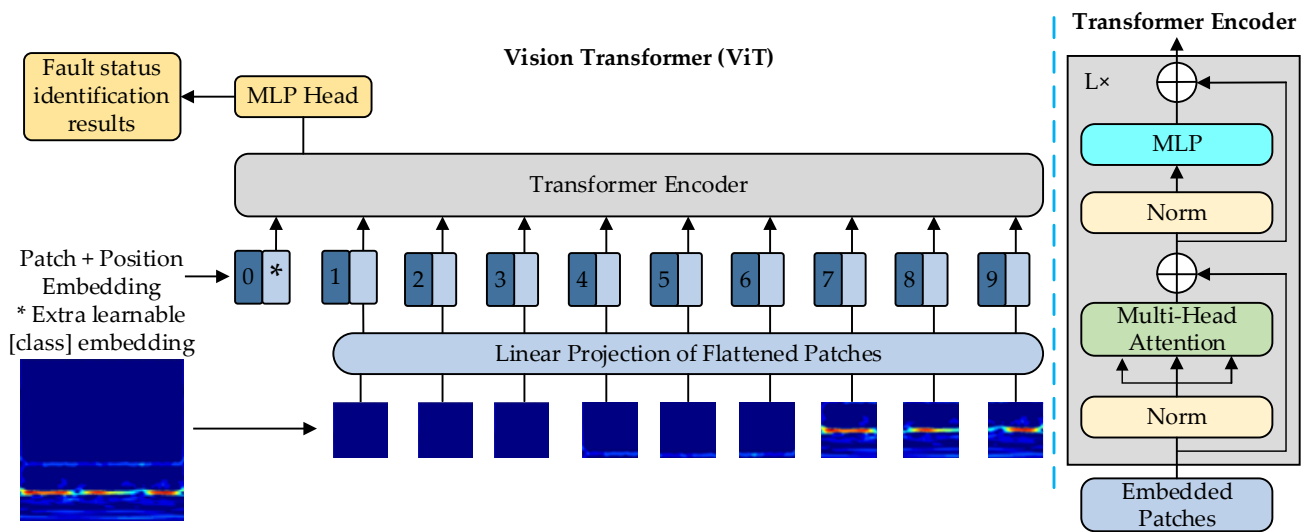 Vision Transformer (ViT)
Fault status
identification
results
MLP Head
Transformer Encoder
Patch + Position
Embedding
* Extra learnable
[class] embedding
0 * 1 2 3 4 5 6 7 8 9
Linear Projection of Flattened Patches
Transformer Encoder
L×
MLP
Norm
Multi-Head
Attention
Norm
Embedded
Patches